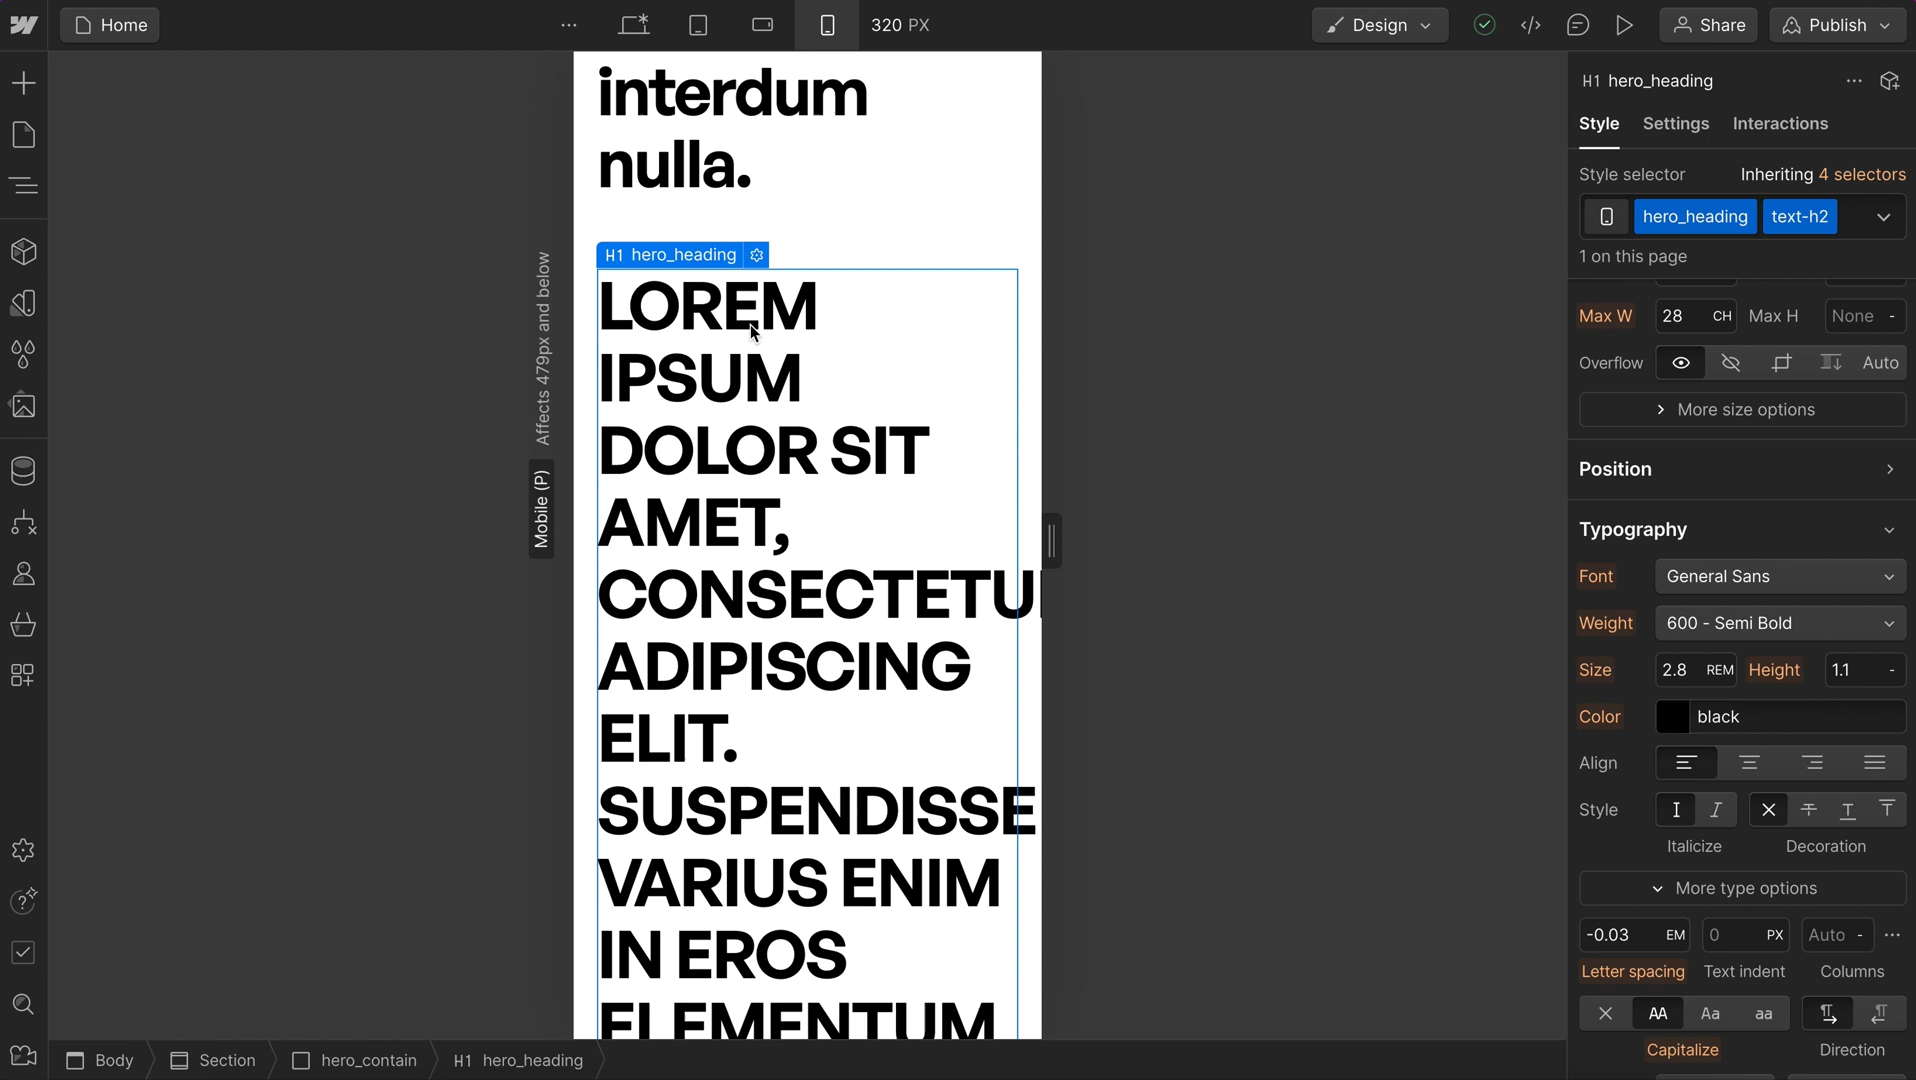 Home
320 PX
Design
Share
Publish
interdum
nulla.
H1 hero_heading
LOREM
IPSUM
DOLOR SIT
AMET,
CONSECTETU
ADIPISCING
ELIT.
SUSPENDISSE
VARIUS ENIM
IN EROS
ELEMENTUM
Affects 479px and below
Mobile (P)
H1 hero_heading
Style Settings Interactions
Style selector Inheriting 4 selectors
hero_heading text-h2
1 on this page
Max W 28 CH Max H None -
Overflow Auto
More size options
Position
Typography
Font General Sans
Weight 600 - Semi Bold
Size 2.8 REM Height 1.1 -
Color black
Align
Style
Italicize Decoration
More type options
-0.03 EM 0 PX Auto -
Letter spacing Text indent Columns
AA Aa aa
Capitalize Direction
Body Section hero_contain H1 hero_heading